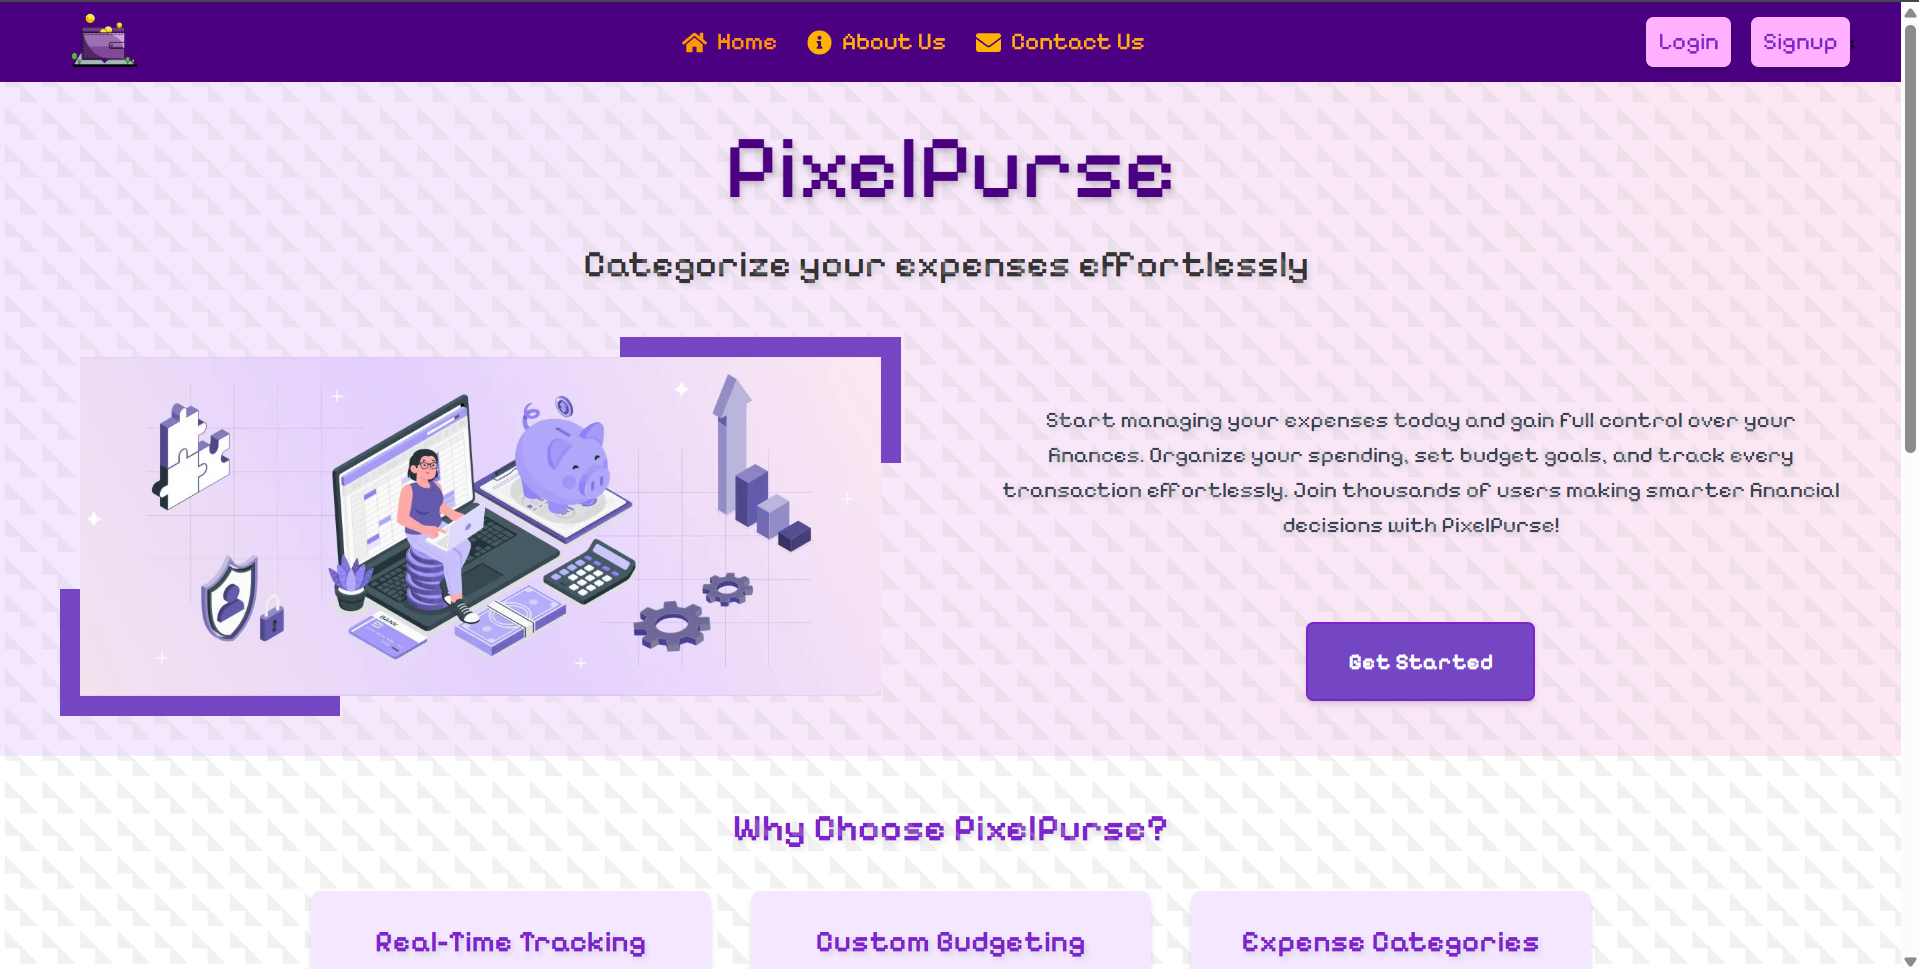 Home
About Us
Contact Us
Login
Signup
PixelPurse
Categorize your expenses effortlessly
Start managing your expenses today and gain full control over your
finances. Organize your spending, set budget goals, and track every
transaction effortlessly. Join thousands of users making smarter financial
decisions with PixelPurse!
BANK
Get Started
Why Choose PixelPurse?
Real-Time Tracking
Custom Budgeting
Expense Categories